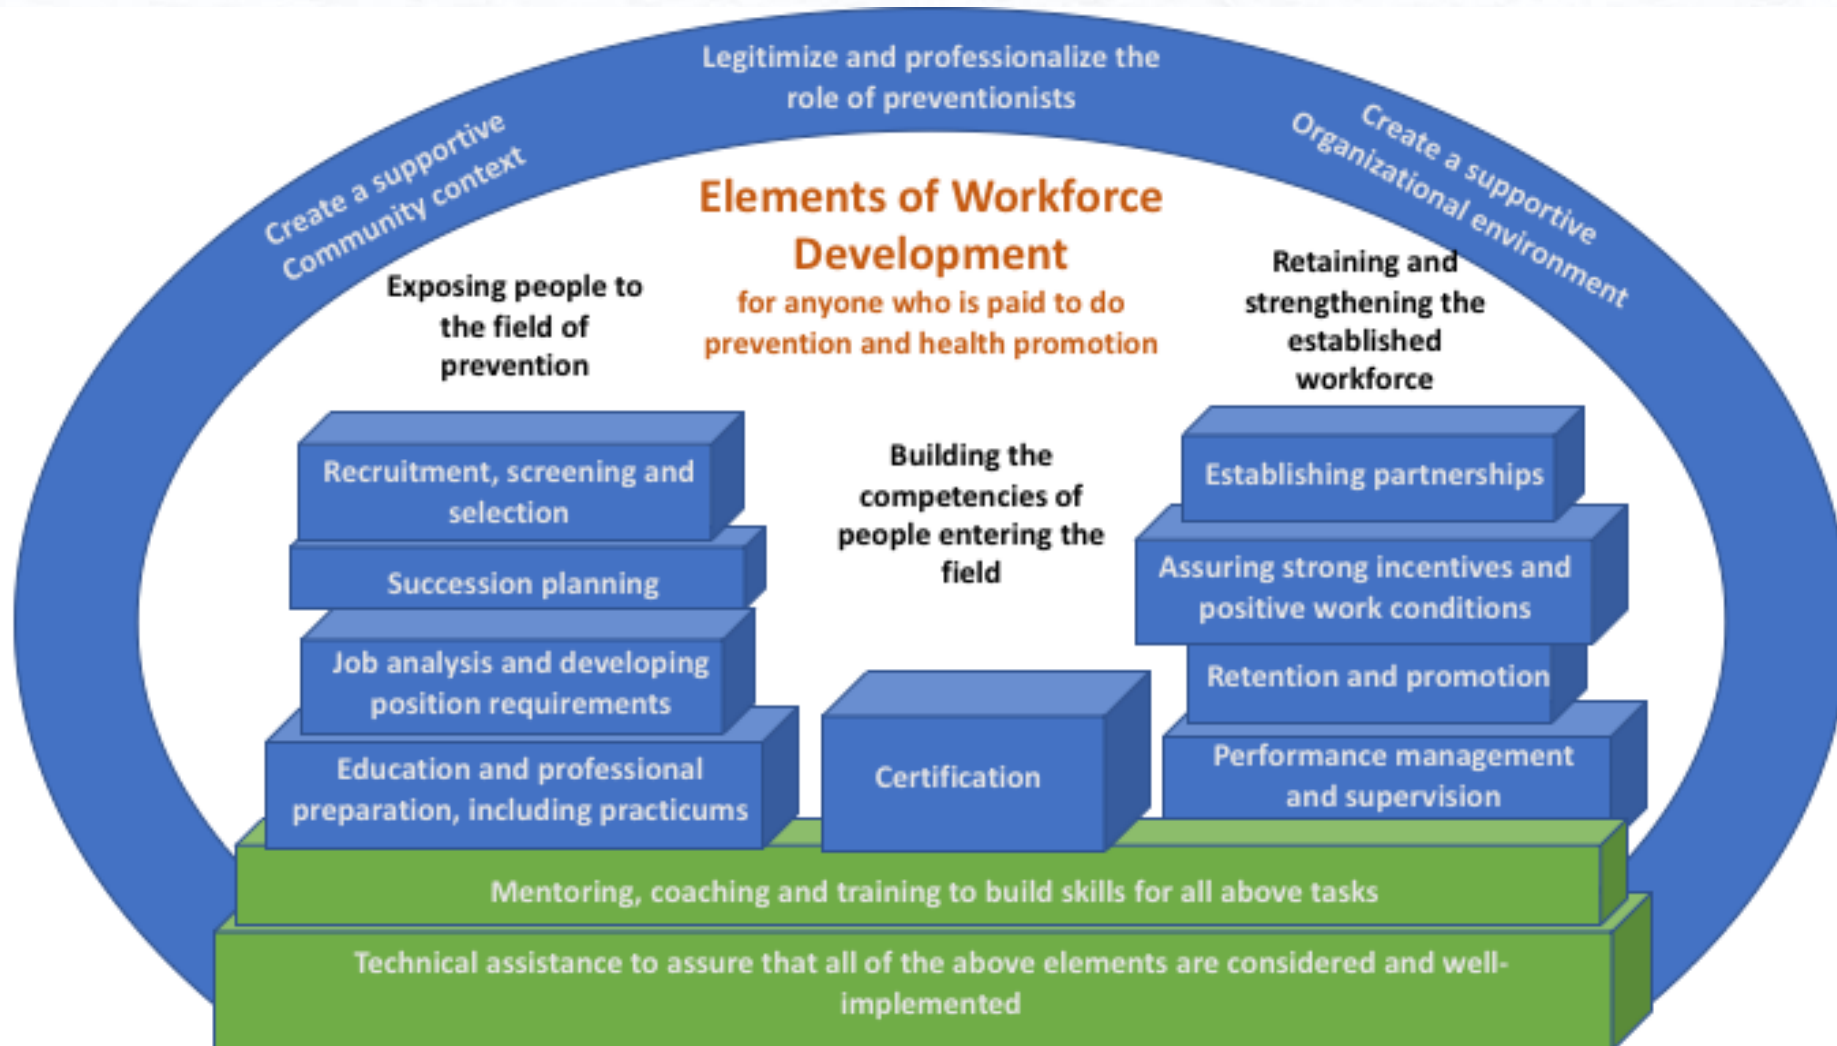 Legitimize and professionalize the
role of preventionists
Create a supportive
Community context
Create a supportive
Organizational environment
Elements of Workforce
Development
for anyone who is paid to do
prevention and health promotion
Exposing people to
the field of
prevention
Recruitment, screening and
selection
Succession planning
Job analysis and developing
position requirements
Education and professional
preparation, including practicums
Building the
competencies of
people entering the
field
Certification
Retaining and
strengthening the
established
workforce
Establishing partnerships
Assuring strong incentives and
positive work conditions
Retention and promotion
Performance management
and supervision
Mentoring, coaching and training to build skills for all above tasks
Technical assistance to assure that all of the above elements are considered and well-
implemented